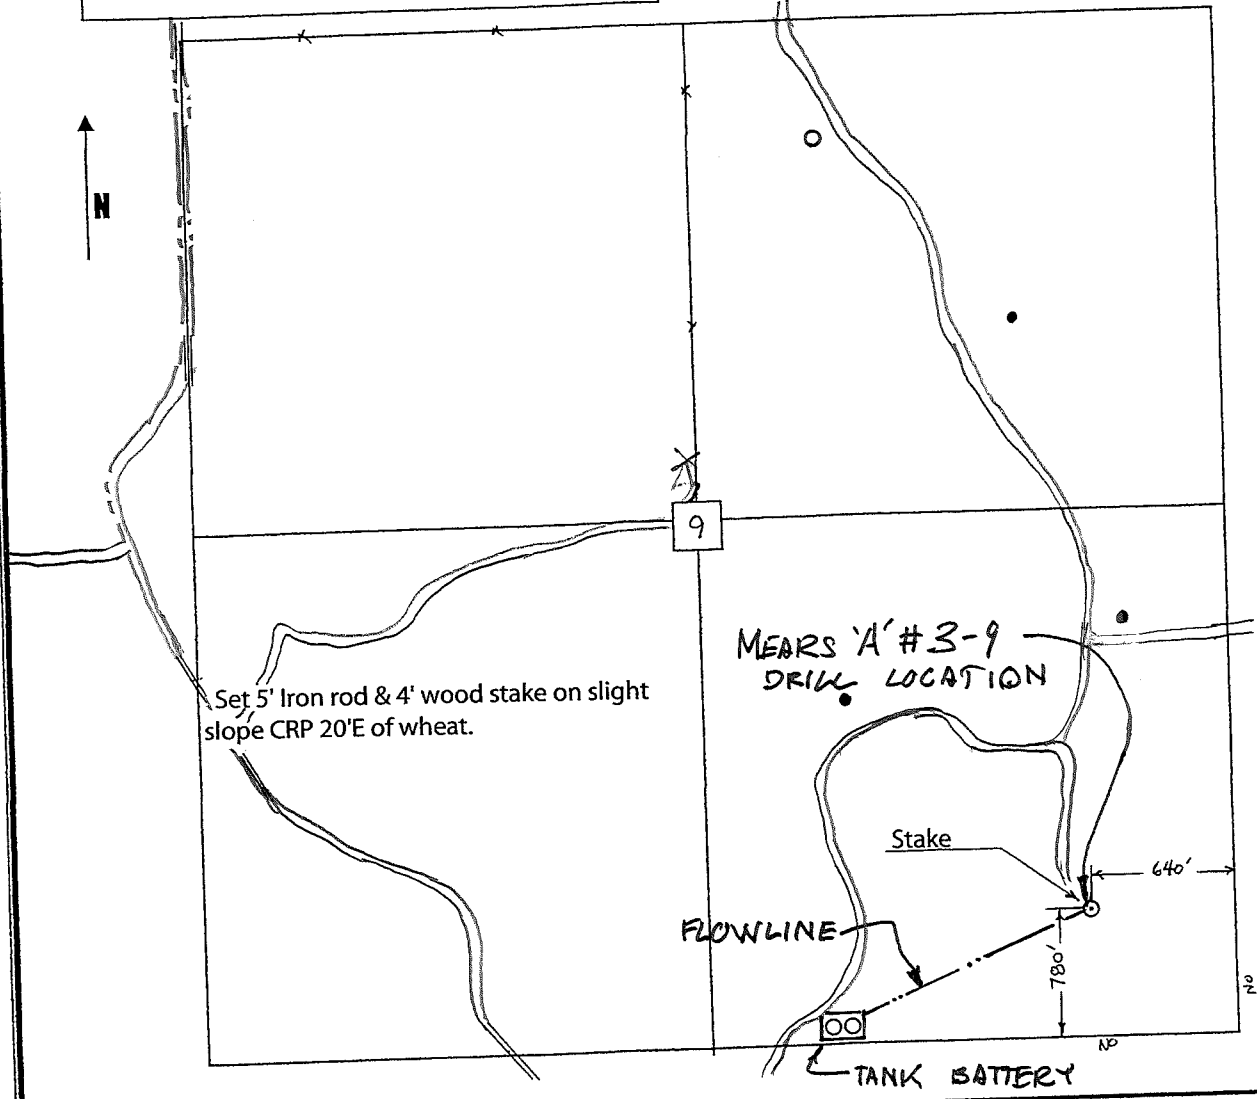 N
9
MEARS 'A' #3-9
DRILL LOCATION
Set 5' Iron rod & 4' wood stake on slight
slope CRP 20'E of wheat.
Stake
640'
FLOWLINE
780'
NO
NO
TANK BATTERY